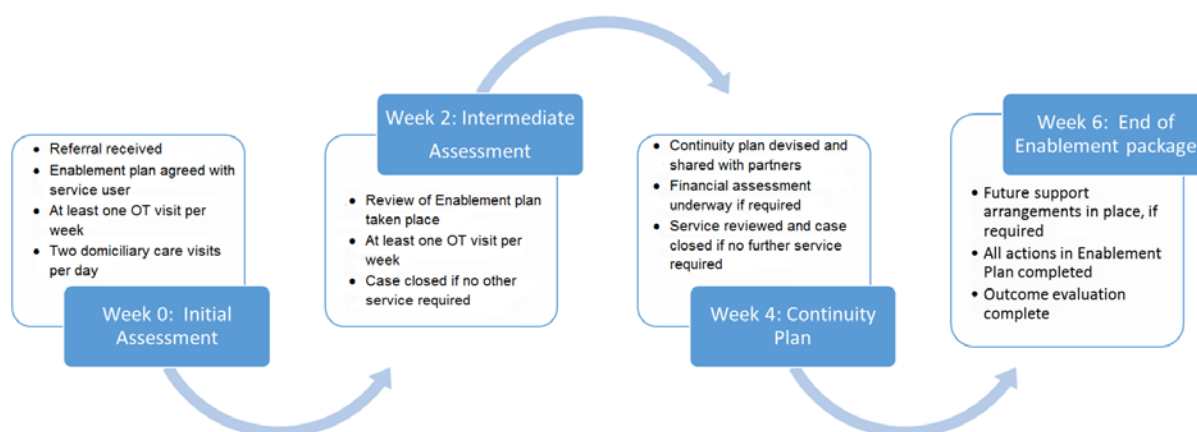 • Referral received
• Enablement plan agreed with
service user
• At least one OT visit per
week
• Two domiciliary care visits
per day
Week 0: Initial
Assessment
Week 2: Intermediate
Assessment
• Review of Enablement plan
taken place
• At least one OT visit per
week
• Case closed if no other
service required
• Continuity plan devised and
shared with partners
• Financial assessment
underway if required
• Service reviewed and case
closed if no further service
required
Week 4: Continuity
Plan
Week 6: End of
Enablement package
• Future support
arrangements in place, if
required
• All actions in Enablement
Plan completed
• Outcome evaluation
complete